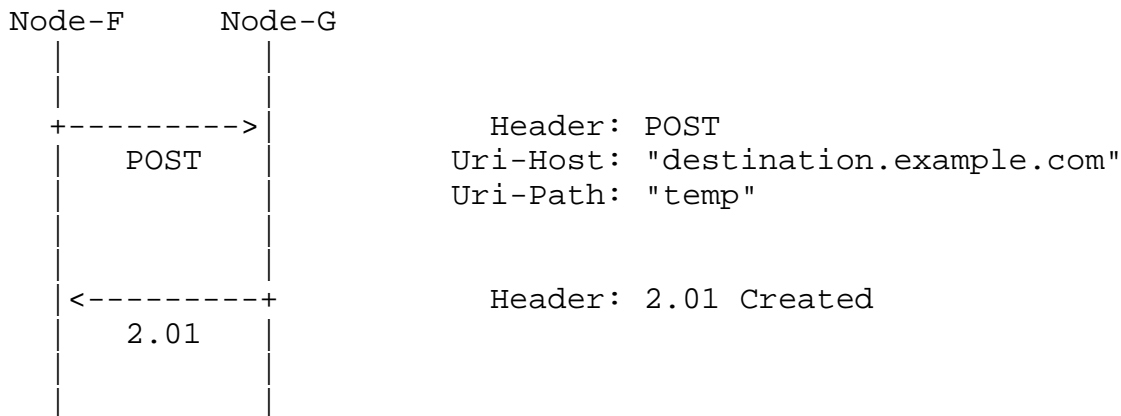 Node-F Node-G
+--------->| Header: POST
| POST | Uri-Host: "destination.example.com"
| | Uri-Path: "temp"
|<---------+ Header: 2.01 Created
| 2.01 |